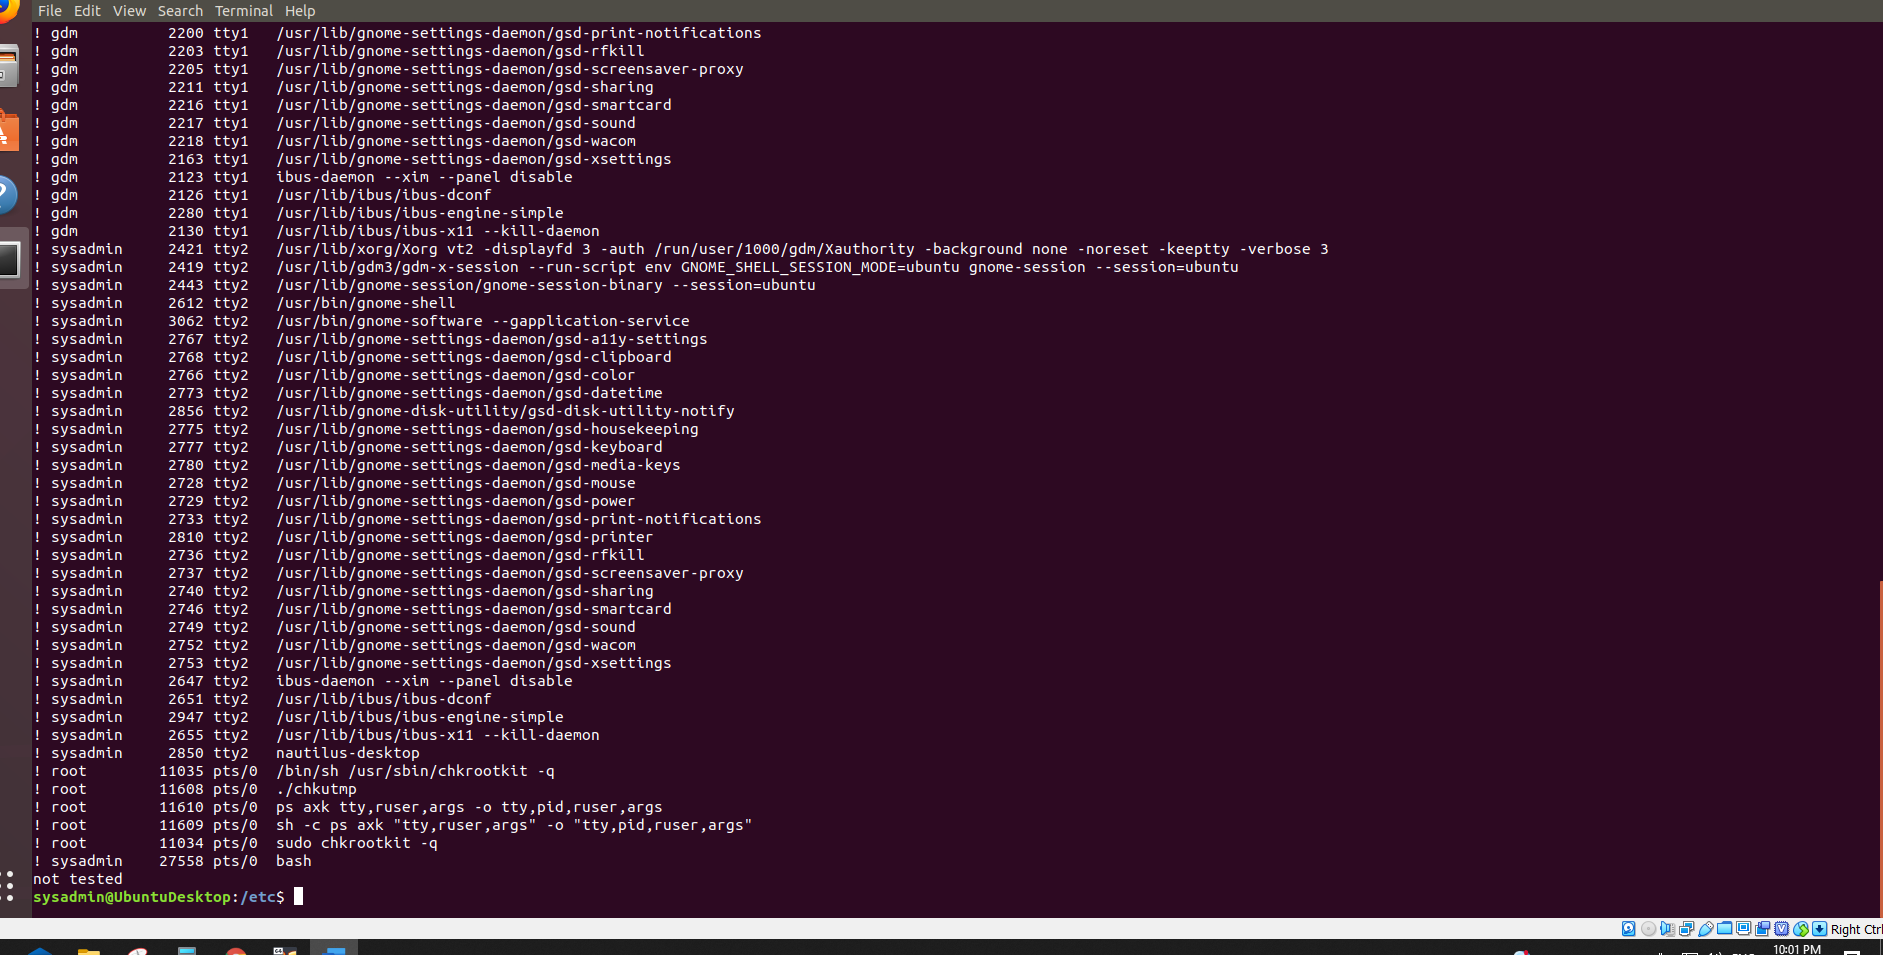 File Edit View Search Terminal Help
! gdm          2200 tty1   /usr/lib/gnome-settings-daemon/gsd-print-notifications
! gdm          2203 tty1   /usr/lib/gnome-settings-daemon/gsd-rfkill
! gdm          2205 tty1   /usr/lib/gnome-settings-daemon/gsd-screensaver-proxy
! gdm          2211 tty1   /usr/lib/gnome-settings-daemon/gsd-sharing
! gdm          2216 tty1   /usr/lib/gnome-settings-daemon/gsd-smartcard
! gdm          2217 tty1   /usr/lib/gnome-settings-daemon/gsd-sound
! gdm          2218 tty1   /usr/lib/gnome-settings-daemon/gsd-wacom
! gdm          2163 tty1   /usr/lib/gnome-settings-daemon/gsd-xsettings
! gdm          2123 tty1   ibus-daemon --xim --panel disable
! gdm          2126 tty1   /usr/lib/ibus/ibus-dconf
! gdm          2280 tty1   /usr/lib/ibus/ibus-engine-simple
! gdm          2130 tty1   /usr/lib/ibus/ibus-x11 --kill-daemon
! sysadmin     2421 tty2   /usr/lib/xorg/Xorg vt2 -displayfd 3 -auth /run/user/1000/gdm/Xauthority -background none -noreset -keeptty -verbose 3
! sysadmin     2419 tty2   /usr/lib/gdm3/gdm-x-session --run-script env GNOME_SHELL_SESSION_MODE=ubuntu gnome-session --session=ubuntu
! sysadmin     2443 tty2   /usr/lib/gnome-session/gnome-session-binary --session=ubuntu
! sysadmin     2612 tty2   /usr/bin/gnome-shell
! sysadmin     3062 tty2   /usr/bin/gnome-software --gapplication-service
! sysadmin     2767 tty2   /usr/lib/gnome-settings-daemon/gsd-a11y-settings
! sysadmin     2768 tty2   /usr/lib/gnome-settings-daemon/gsd-clipboard
! sysadmin     2766 tty2   /usr/lib/gnome-settings-daemon/gsd-color
! sysadmin     2773 tty2   /usr/lib/gnome-settings-daemon/gsd-datetime
! sysadmin     2856 tty2   /usr/lib/gnome-disk-utility/gsd-disk-utility-notify
! sysadmin     2775 tty2   /usr/lib/gnome-settings-daemon/gsd-housekeeping
! sysadmin     2777 tty2   /usr/lib/gnome-settings-daemon/gsd-keyboard
! sysadmin     2780 tty2   /usr/lib/gnome-settings-daemon/gsd-media-keys
! sysadmin     2728 tty2   /usr/lib/gnome-settings-daemon/gsd-mouse
! sysadmin     2729 tty2   /usr/lib/gnome-settings-daemon/gsd-power
! sysadmin     2733 tty2   /usr/lib/gnome-settings-daemon/gsd-print-notifications
! sysadmin     2810 tty2   /usr/lib/gnome-settings-daemon/gsd-printer
! sysadmin     2736 tty2   /usr/lib/gnome-settings-daemon/gsd-rfkill
! sysadmin     2737 tty2   /usr/lib/gnome-settings-daemon/gsd-screensaver-proxy
! sysadmin     2740 tty2   /usr/lib/gnome-settings-daemon/gsd-sharing
! sysadmin     2746 tty2   /usr/lib/gnome-settings-daemon/gsd-smartcard
! sysadmin     2749 tty2   /usr/lib/gnome-settings-daemon/gsd-sound
! sysadmin     2752 tty2   /usr/lib/gnome-settings-daemon/gsd-wacom
! sysadmin     2753 tty2   /usr/lib/gnome-settings-daemon/gsd-xsettings
! sysadmin     2647 tty2   ibus-daemon --xim --panel disable
! sysadmin     2651 tty2   /usr/lib/ibus/ibus-dconf
! sysadmin     2947 tty2   /usr/lib/ibus/ibus-engine-simple
! sysadmin     2655 tty2   /usr/lib/ibus/ibus-x11 --kill-daemon
! sysadmin     2850 tty2   nautilus-desktop
! root        11035 pts/0  /bin/sh /usr/sbin/chkrootkit -q
! root        11608 pts/0  ./chkutmp
! root        11610 pts/0  ps axk tty,ruser,args -o tty,pid,ruser,args
! root        11609 pts/0  sh -c ps axk "tty,ruser,args" -o "tty,pid,ruser,args"
! root        11034 pts/0  sudo chkrootkit -q
! sysadmin    27558 pts/0  bash
not tested
sysadmin@UbuntuDesktop:/etc$
Right Ctrl
10:01 PM